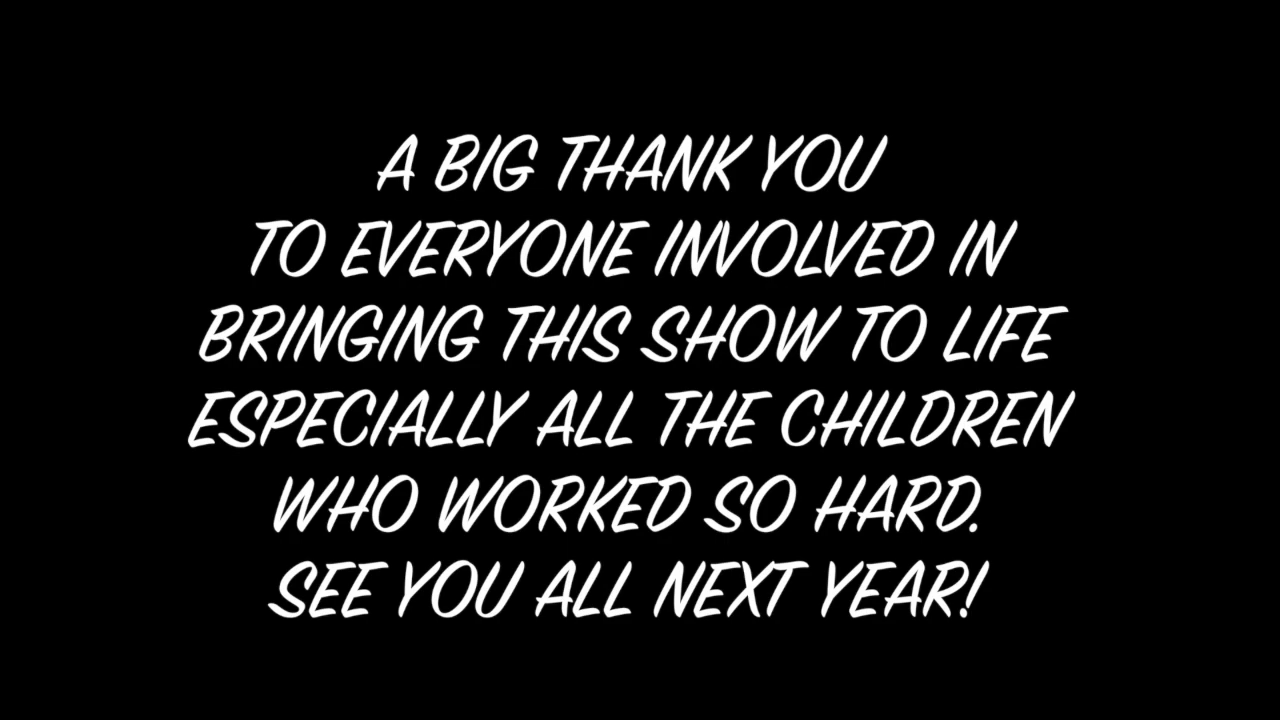 A BIG THANK YOU
TO EVERYONE INVOLVED IN
BRINGING THIS SHOW TO LIFE
ESPECIALLY ALL THE CHILDREN
WHO WORKED SO HARD.
SEE YOU ALL NEXT YEAR!